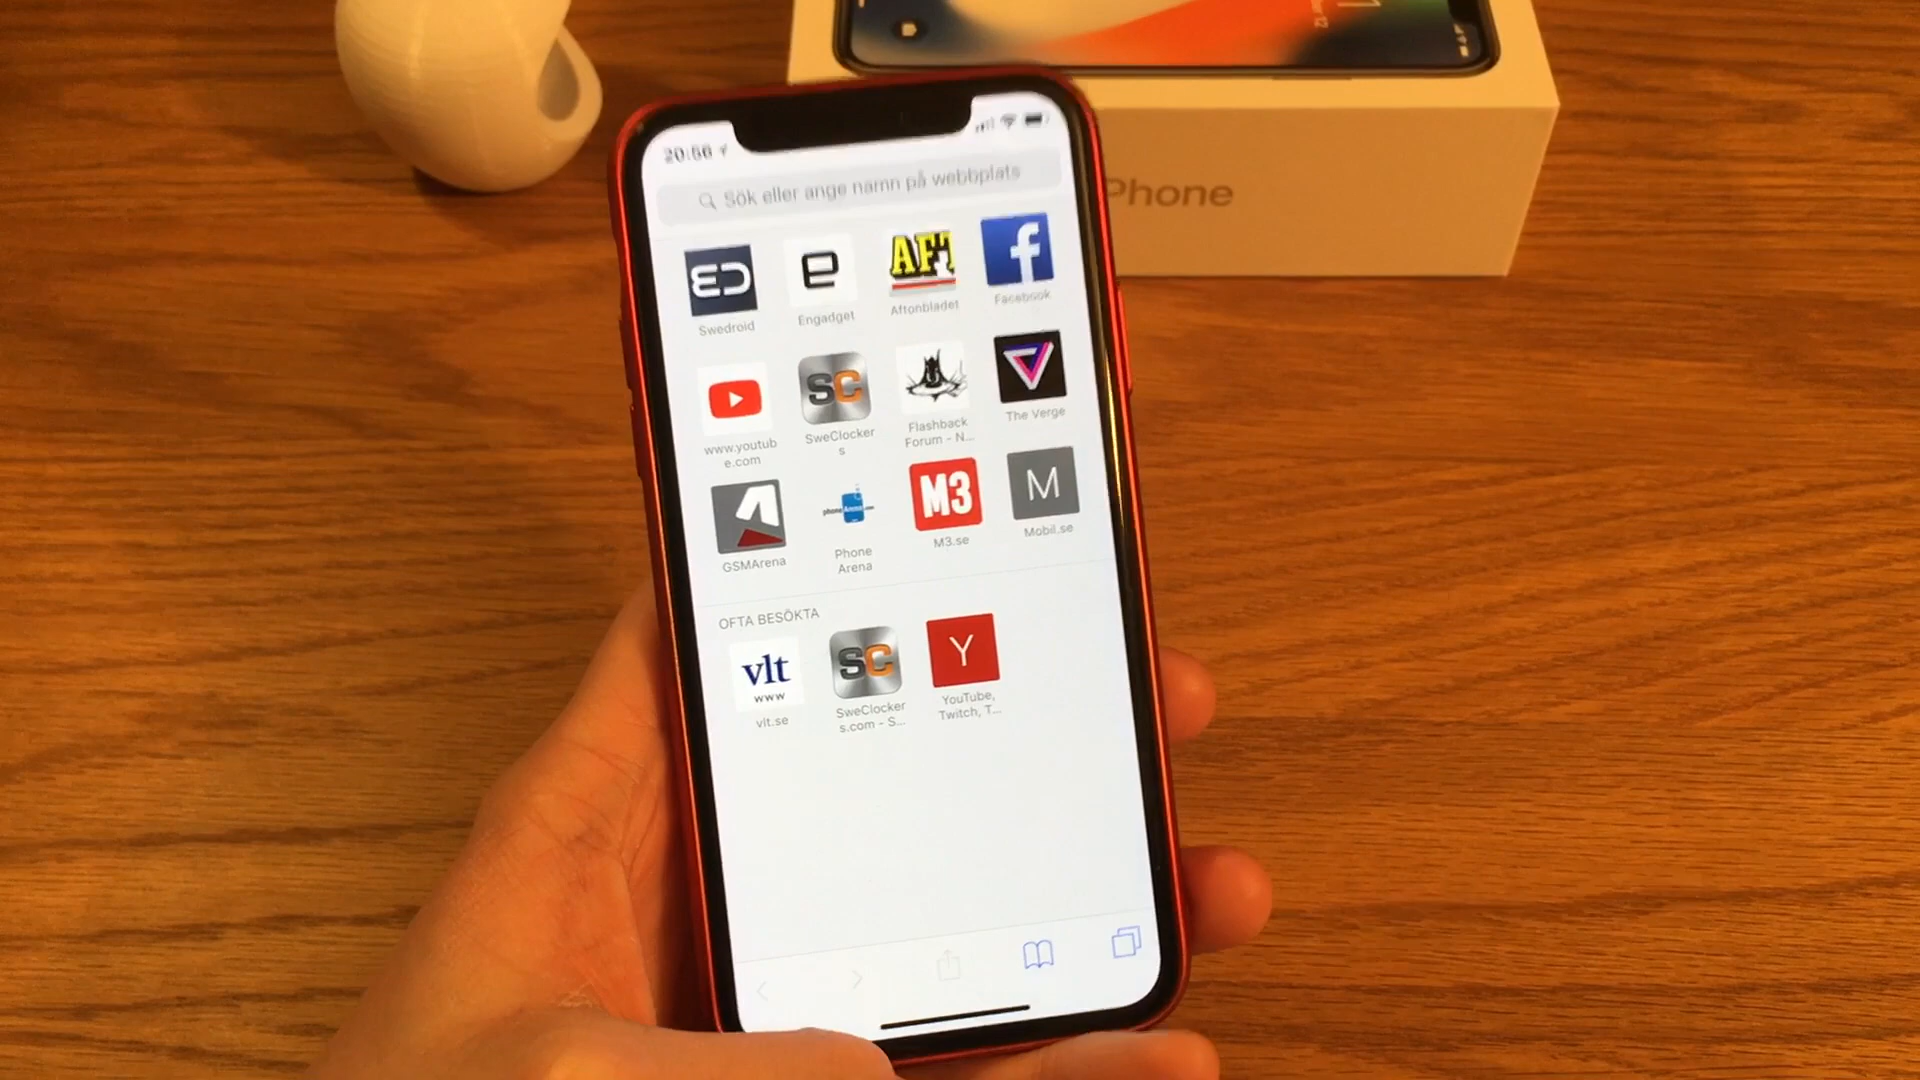 Phone
20:56
Sök eller ange namn på webbplats
AFT
Swedroid
Engadget
Aftonbladet
Facebook
SC
www.youtub
e.com
SweClocker
s
Flashback
Forum - N...
The Verge
phoneArena
M3
M
GSMArena
Phone
Arena
M3.se
Mobil.se
OFTA BESÖKTA
vlt
www
SC
Y
vlt.se
SweClocker
s.com - S...
YouTube,
Twitch, T...